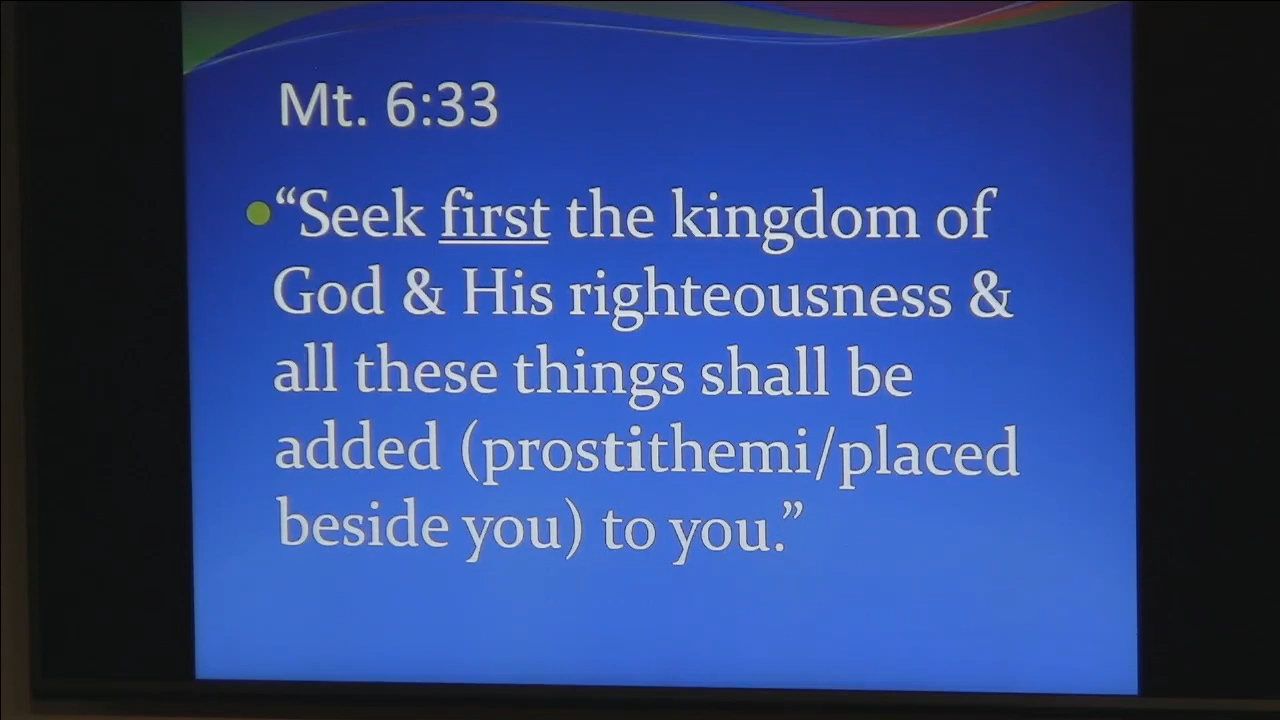 Mt. 6:33
“Seek first the kingdom of
God & His righteousness &
all these things shall be
added (prostithemi/placed
beside you) to you.”